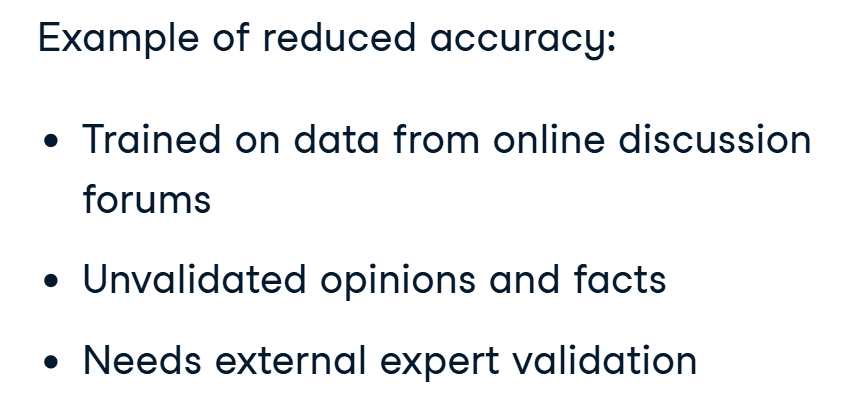 Example of reduced accuracy:
• Trained on data from online discussion
forums
• Unvalidated opinions and facts
• Needs external expert validation